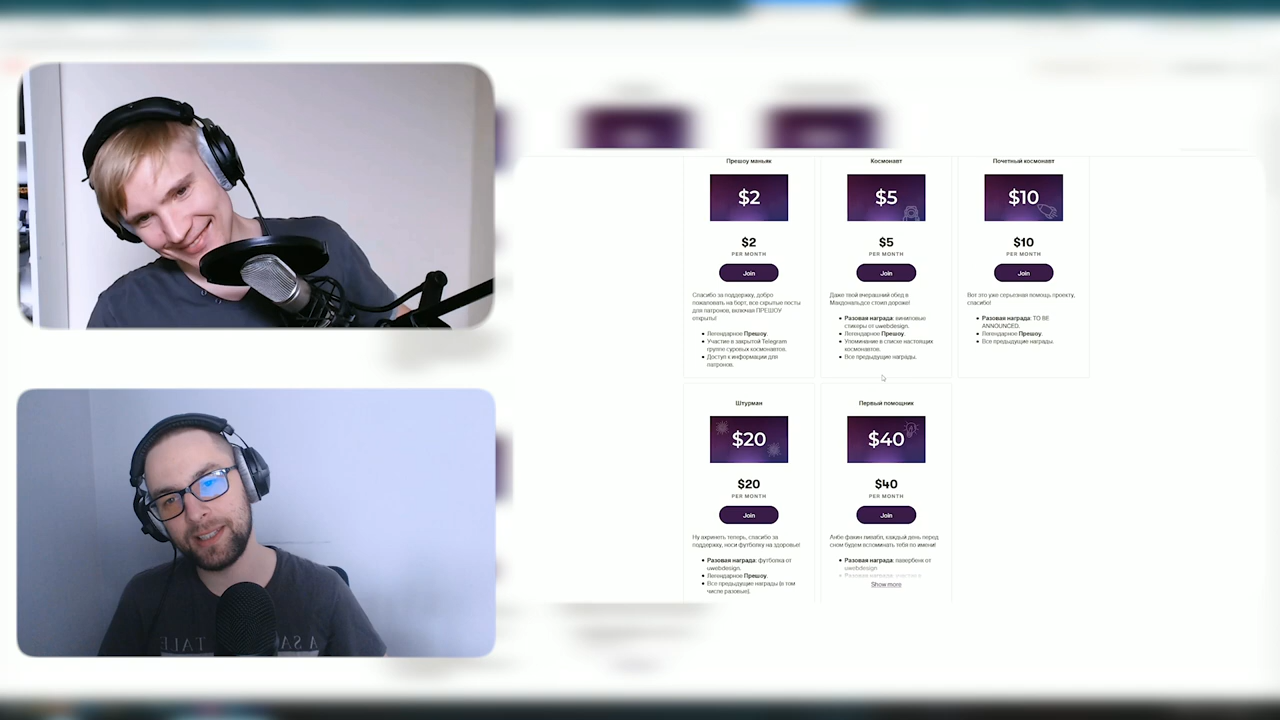 Прешоу маньяк
$2
$2
PER MONTH
Join
Спасибо за поддержку, добро
пожаловать на борт, все скрытые посты
для патронов, включая ПРЕШОУ
открыты!
Легендарное Прешоу.
Участие в закрытой Telegram
группе суровых космонавтов.
Доступ к информации для
патронов.
Космонавт
$5
$5
PER MONTH
Join
Даже твой вчерашний обед в
Макдональдсе стоил дороже!
Разовая награда: виниловые
стикеры от uwebdesign.
Легендарное Прешоу.
Упоминание в списке настоящих
космонавтов.
Все предыдущие награды.
Почетный космонавт
$10
$10
PER MONTH
Join
Вот это уже серьезная помощь проекту,
спасибо!
Разовая награда: TO BE
ANNOUNCED.
Легендарное Прешоу.
Все предыдущие награды.
Штурман
$20
$20
PER MONTH
Join
Ну ахринеть теперь, спасибо за
поддержку, носи футболку на здоровье!
Разовая награда: футболка от
uwebdesign.
Легендарное Прешоу.
Все предыдущие награды (в том
числе разовые).
Первый помощник
$40
$40
PER MONTH
Join
Анбе факин ливабл, каждый день перед
сном будем вспоминать тебя по имени!
Разовая награда: павербенк от
uwebdesign
Разовая награда: участие в
Show more
A SAG
TALE